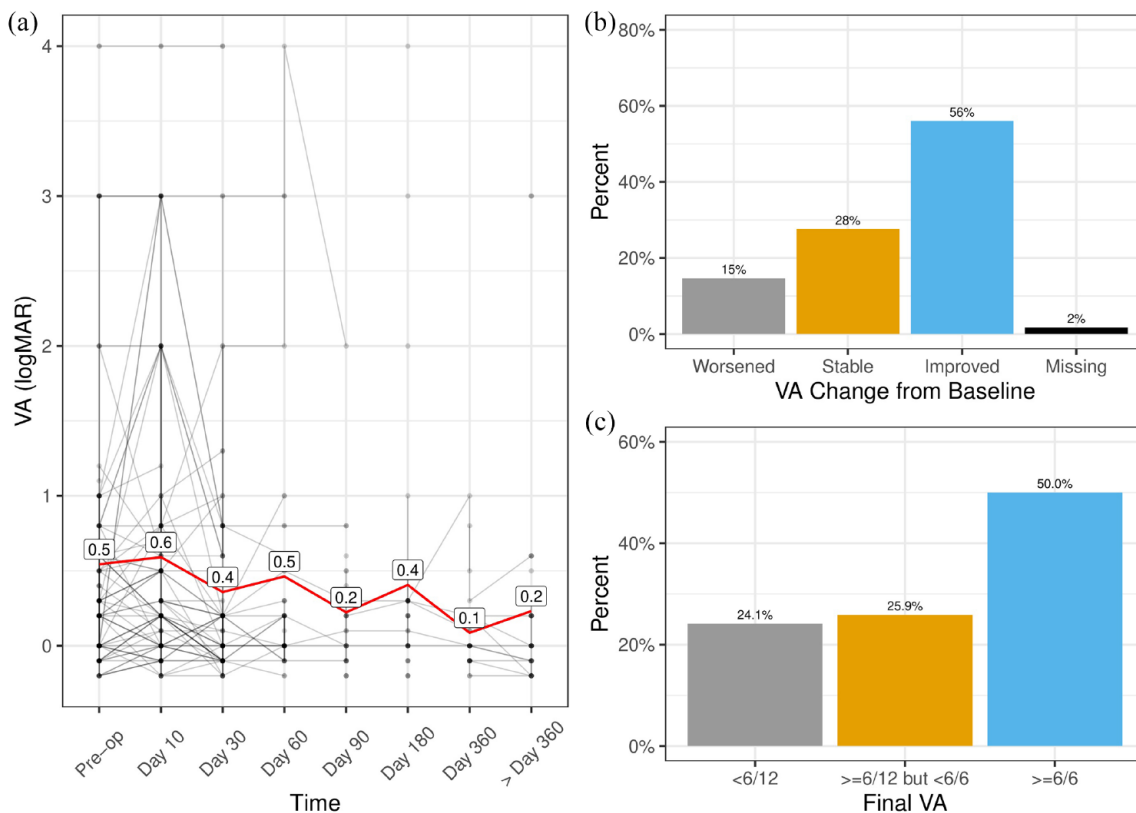 (a)
VA (logMAR)
4
3
2
1
0
0.5
0.6
0.4
0.5
0.2
0.4
0.1
0.2
Pre-op
Day 10
Day 30
Day 60
Day 90
Day 180
Day 360
> Day 360
Time
(b)
Percent
80%
60%
40%
20%
0%
15%
28%
56%
2%
Worsened
Stable
Improved
Missing
VA Change from Baseline
(c)
Percent
60%
40%
20%
0%
24.1%
25.9%
50.0%
<6/12
>=6/12 but <6/6
>=6/6
Final VA